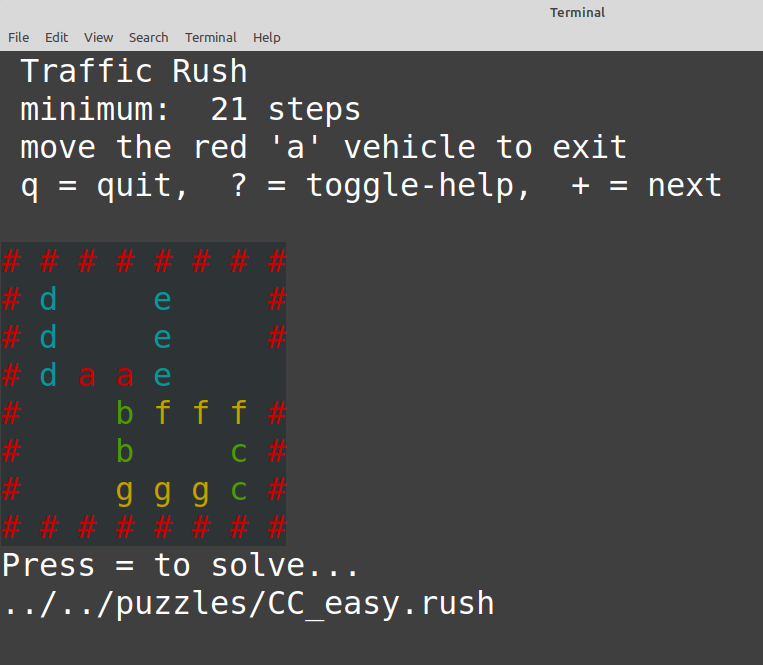 Terminal
File Edit View Search Terminal Help
Traffic Rush
minimum:  21 steps
move the red 'a' vehicle to exit
q = quit,  ? = toggle-help,  + = next
# # # # # # # #
# d     e     #
# d     e     #
# d a a e
#     b f f f #
#     b     c #
#     g g g c #
# # # # # # # #
Press = to solve...
../../puzzles/CC_easy.rush